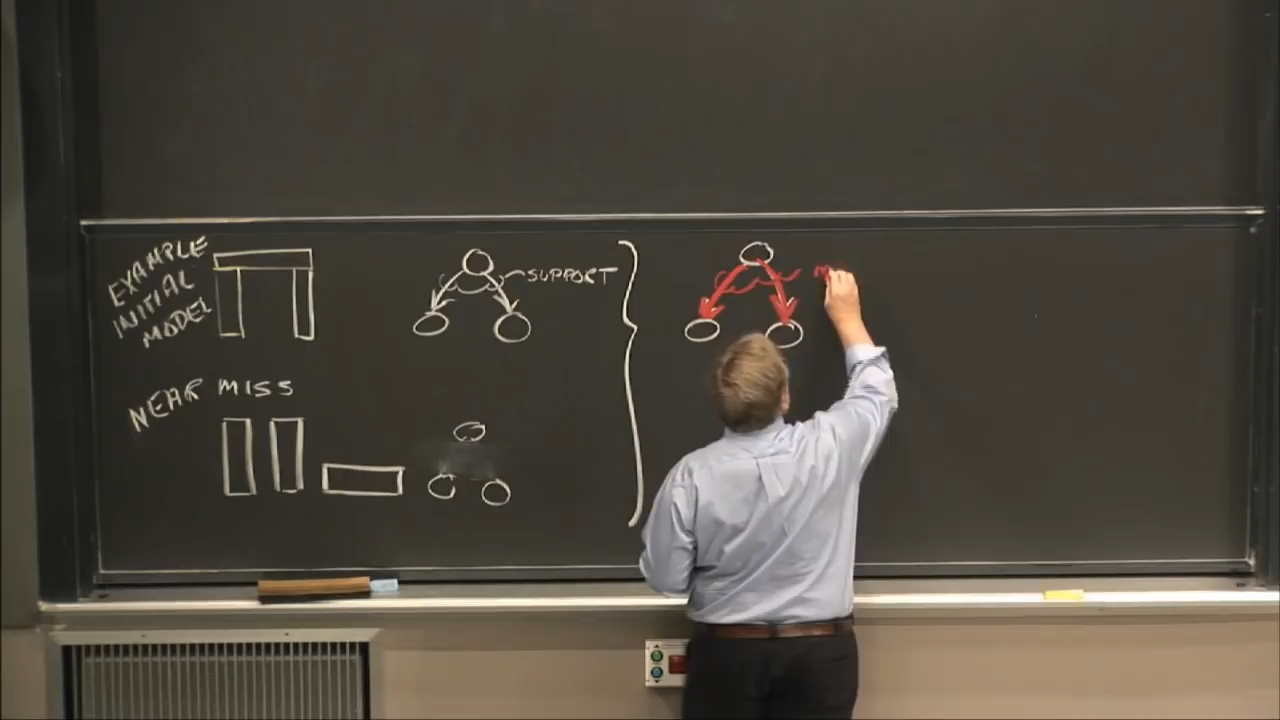 EXAMPLE
INITIAL
MODEL
SUPPORT
M
NEAR MISS